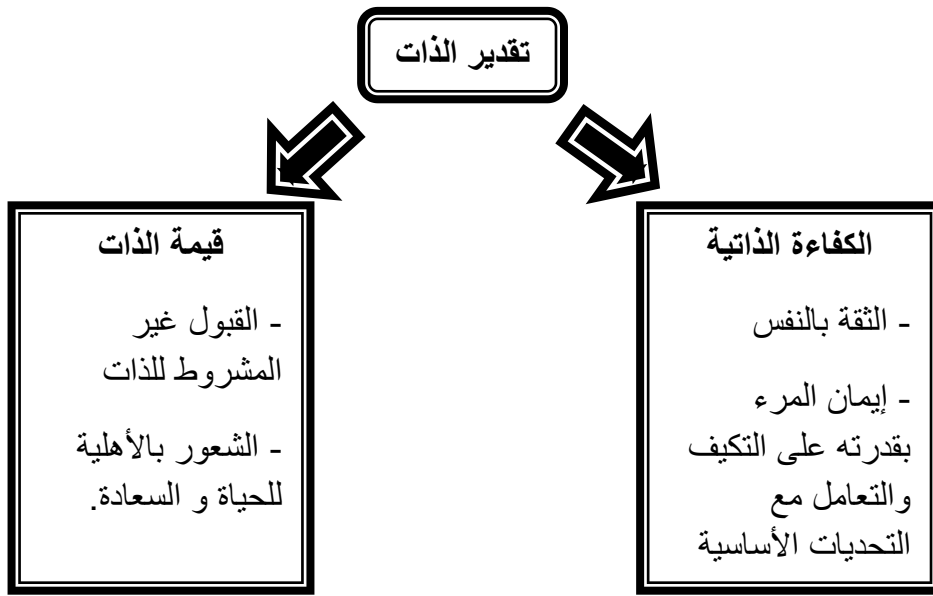 تقدير الذات
الكفاءة الذاتية
- الثقة بالنفس
- إيمان المرء
بقدرته على التكيف
والتعامل مع
التحديات الأساسية
قيمة الذات
- القبول غير
المشروط للذات
- الشعور بالأهلية
للحياة و السعادة.